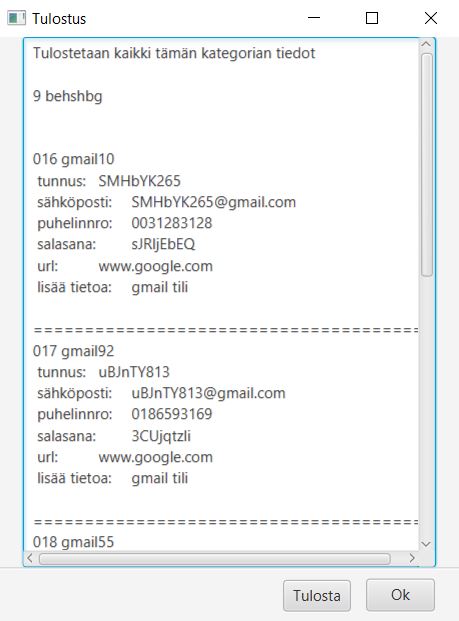 Tulostus
Tulostetaan kaikki tämän kategorian tiedot
9 behshbg
016 gmail10
tunnus: SMHbYK265
sähköposti: SMHbYK265@gmail.com
puhelinnro: 0031283128
salasana: sJRljEbEQ
url: www.google.com
lisää tietoa: gmail tili
======================================
017 gmail92
tunnus: uBJnTY813
sähköposti: uBJnTY813@gmail.com
puhelinnro: 0186593169
salasana: 3CUjqtzli
url: www.google.com
lisää tietoa: gmail tili
======================================
018 gmail55
Tulosta Ok